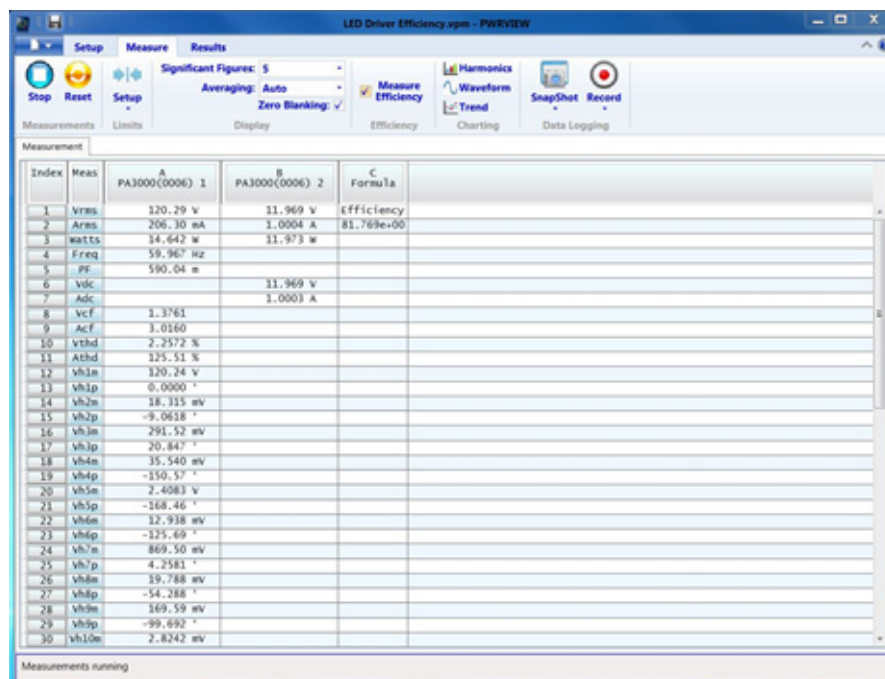 LED Driver Efficiency.vpm - PWRVIEW
Setup Measure Results
Stop Reset
Measurements
Setup
Limits
Significant Figures: 5
Averaging: Auto
Zero Blanking:
Display
Measure Efficiency
Efficiency
Harmonics
Waveform
Trend
Charting
SnapShot Record
Data Logging
Measurement
Index Meas A PA3000(0006) 1 B PA3000(0006) 2 C Formula
1 Vrms 120.29 V 11.969 V Efficiency
2 Arms 206.30 mA 1.0004 A 81.769e+00
3 Watts 14.642 W 11.973 W
4 Freq 59.967 Hz
5 PF 590.04 m
6 Vdc 11.969 V
7 Adc 1.0003 A
8 Vcf 1.3761
9 Acf 3.0160
10 Vthd 2.2572 %
11 Athd 125.51 %
12 Vh1m 120.24 V
13 Vh1p 0.0000 °
14 Vh2m 18.315 mV
15 Vh2p -9.0618 °
16 Vh3m 291.52 mV
17 Vh3p 20.847 °
18 Vh4m 35.540 mV
19 Vh4p -150.57 °
20 Vh5m 2.4083 V
21 Vh5p -168.46 °
22 Vh6m 12.938 mV
23 Vh6p -125.69 °
24 Vh7m 869.50 mV
25 Vh7p 4.2581 °
26 Vh8m 19.788 mV
27 Vh8p -54.288 °
28 Vh9m 169.59 mV
29 Vh9p -99.692 °
30 Vh10m 2.8242 mV
Measurements running